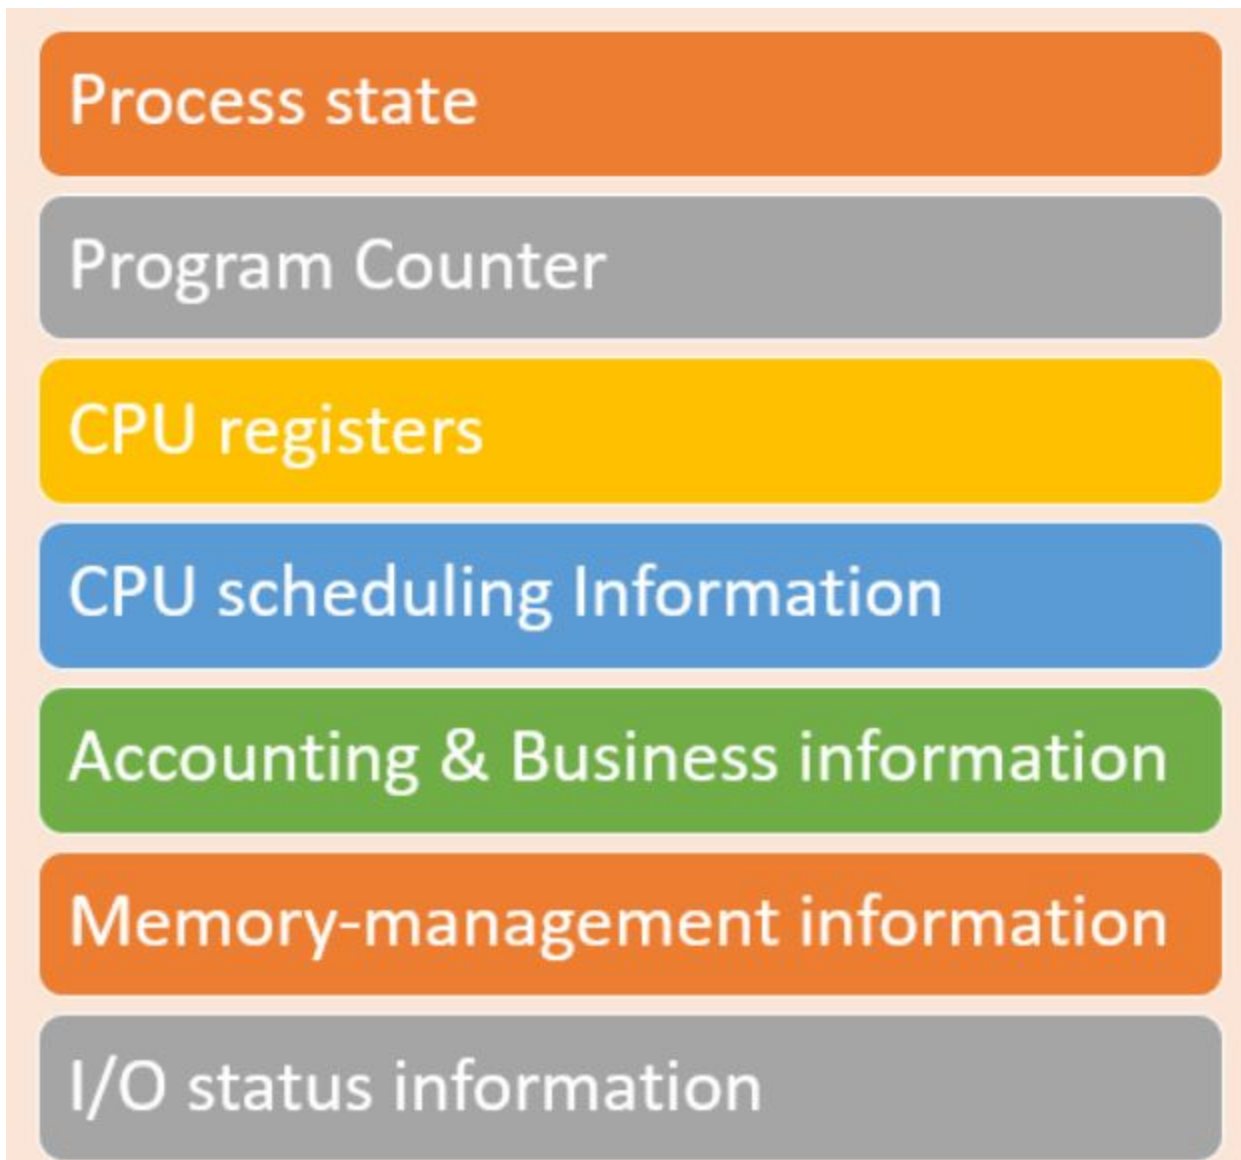 Process state
Program Counter
CPU registers
CPU scheduling Information
Accounting & Business information
Memory-management information
I/O status information